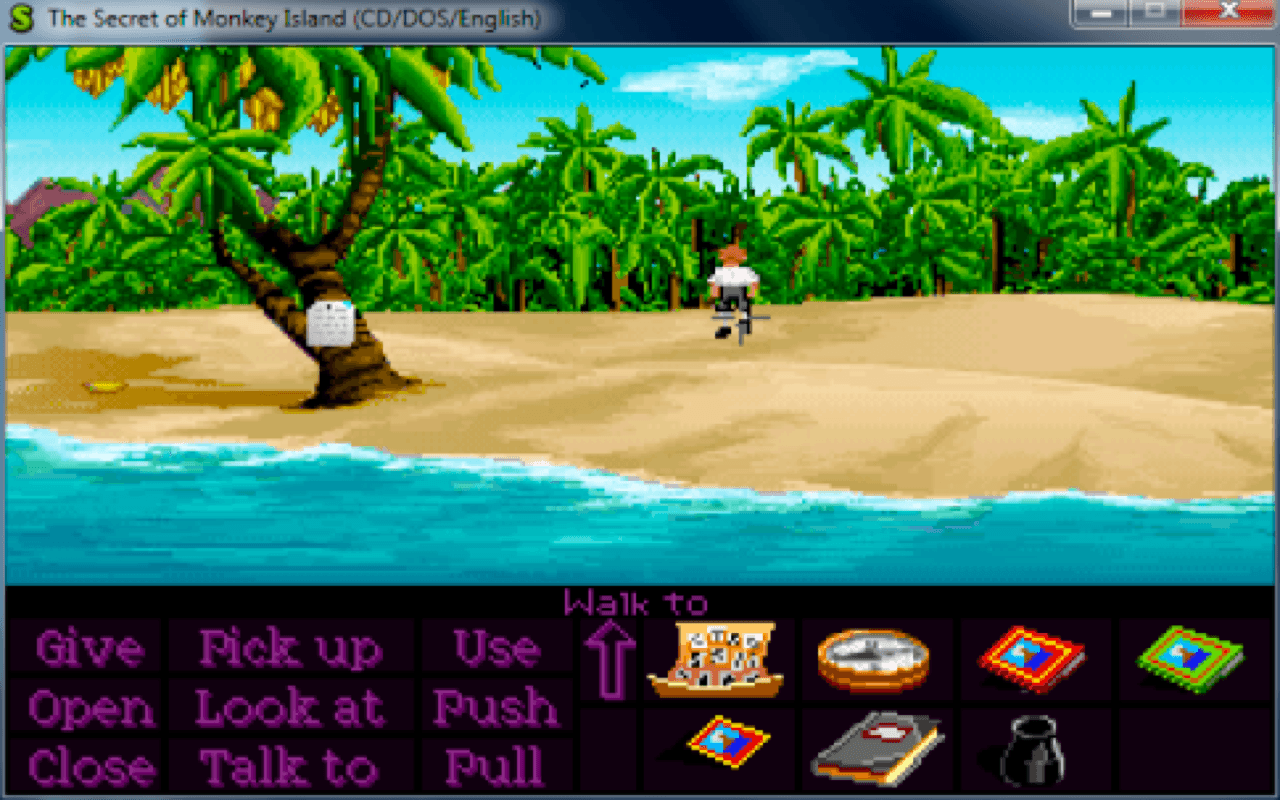 The Secret of Monkey Island (CD/DOS/English)
Walk to
Give Pick up Use
Open Look at Push
Close Talk to Pull